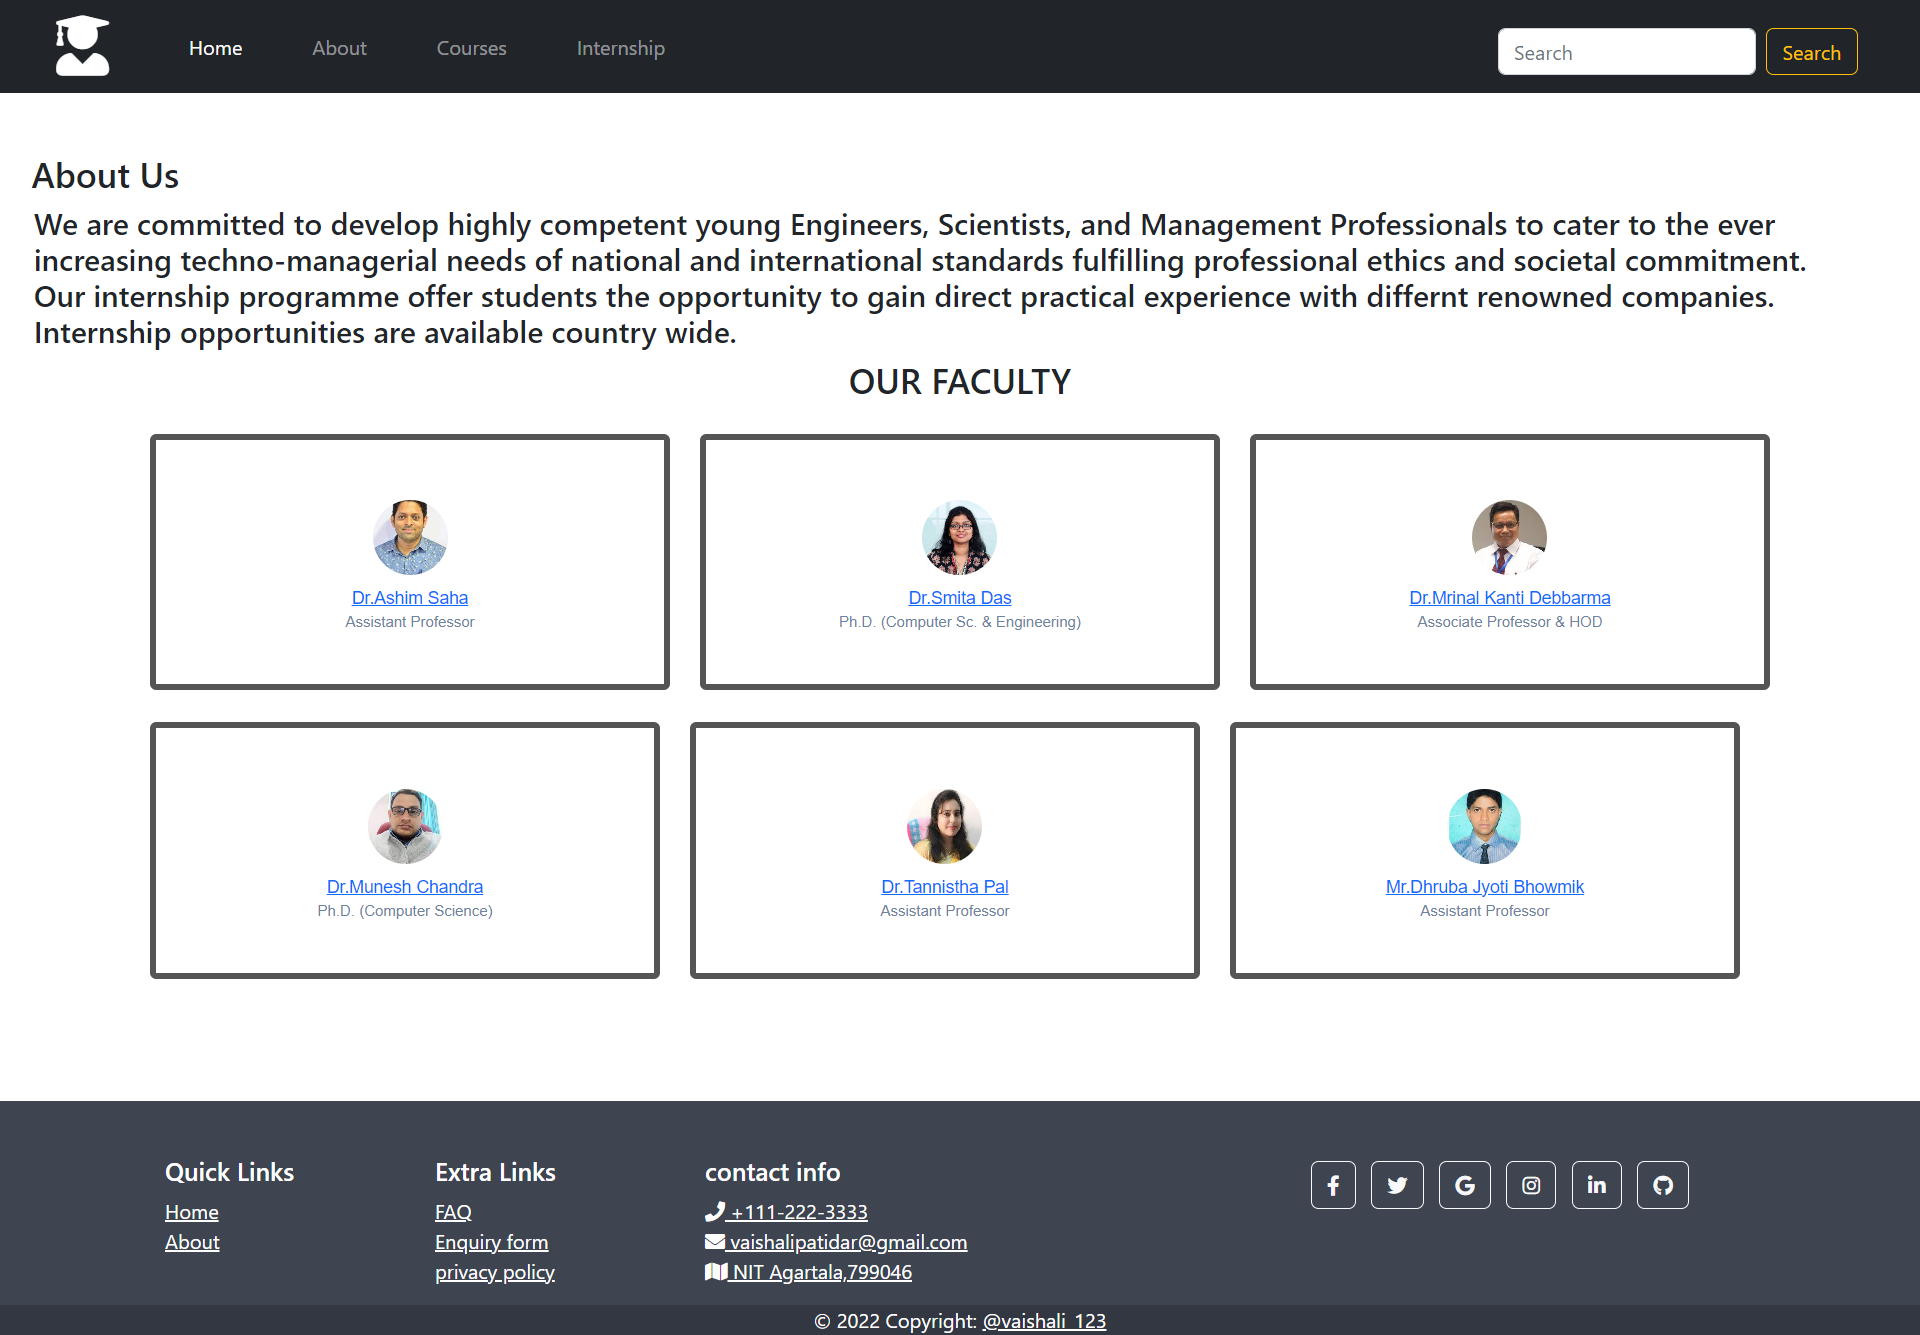 Home About Courses Internship Search Search
About Us
We are committed to develop highly competent young Engineers, Scientists, and Management Professionals to cater to the ever
increasing techno-managerial needs of national and international standards fulfilling professional ethics and societal commitment.
Our internship programme offer students the opportunity to gain direct practical experience with differnt renowned companies.
Internship opportunities are available country wide.
OUR FACULTY
Dr.Ashim Saha
Assistant Professor
Dr.Smita Das
Ph.D. (Computer Sc. & Engineering)
Dr.Mrinal Kanti Debbarma
Associate Professor & HOD
Dr.Munesh Chandra
Ph.D. (Computer Science)
Dr.Tannistha Pal
Assistant Professor
Mr.Dhruba Jyoti Bhowmik
Assistant Professor
Quick Links
Home
About
Extra Links
FAQ
Enquiry form
privacy policy
contact info
+111-222-3333
vaishalipatidar@gmail.com
NIT Agartala,799046
© 2022 Copyright: @vaishali_123